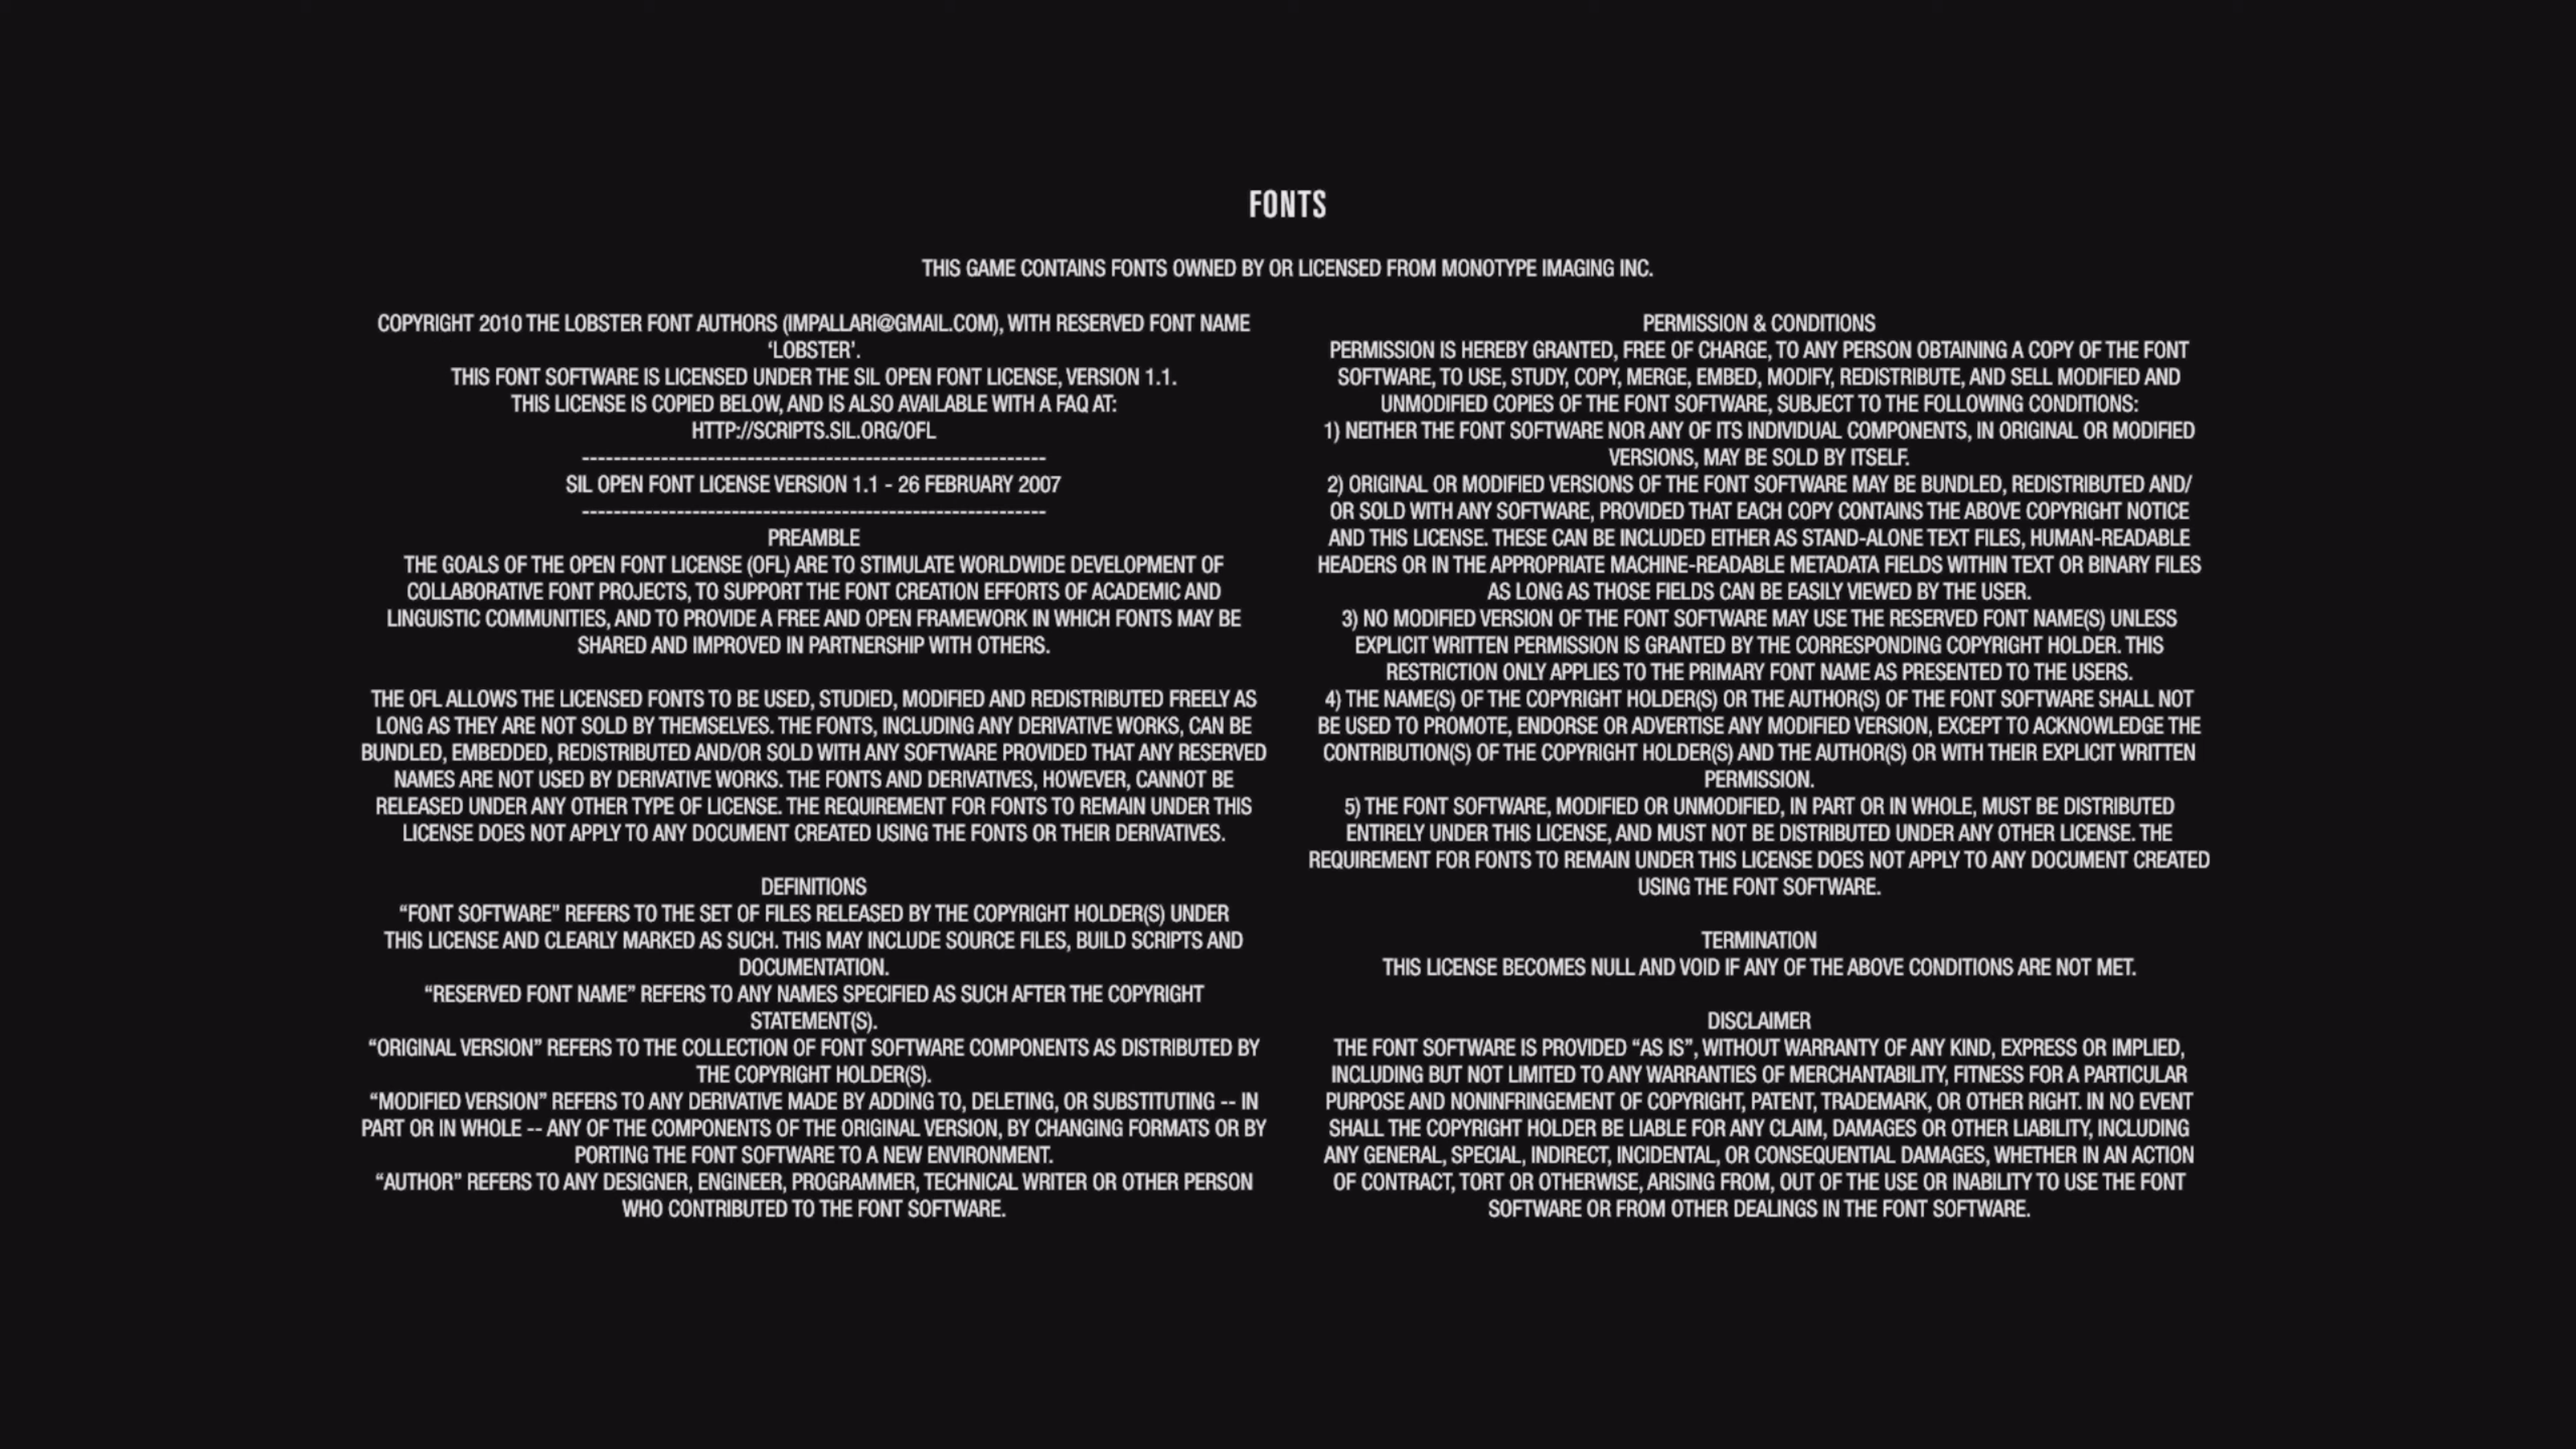 FONTS
THIS GAME CONTAINS FONTS OWNED BY OR LICENSED FROM MONOTYPE IMAGING INC.
COPYRIGHT 2010 THE LOBSTER FONT AUTHORS (IMPALLARI@GMAIL.COM), WITH RESERVED FONT NAME
‘LOBSTER’.
THIS FONT SOFTWARE IS LICENSED UNDER THE SIL OPEN FONT LICENSE, VERSION 1.1.
THIS LICENSE IS COPIED BELOW, AND IS ALSO AVAILABLE WITH A FAQ AT:
HTTP://SCRIPTS.SIL.ORG/OFL
-----------------------------------------------------------
SIL OPEN FONT LICENSE VERSION 1.1 - 26 FEBRUARY 2007
-----------------------------------------------------------
PREAMBLE
THE GOALS OF THE OPEN FONT LICENSE (OFL) ARE TO STIMULATE WORLDWIDE DEVELOPMENT OF
COLLABORATIVE FONT PROJECTS, TO SUPPORT THE FONT CREATION EFFORTS OF ACADEMIC AND
LINGUISTIC COMMUNITIES, AND TO PROVIDE A FREE AND OPEN FRAMEWORK IN WHICH FONTS MAY BE
SHARED AND IMPROVED IN PARTNERSHIP WITH OTHERS.
THE OFL ALLOWS THE LICENSED FONTS TO BE USED, STUDIED, MODIFIED AND REDISTRIBUTED FREELY AS
LONG AS THEY ARE NOT SOLD BY THEMSELVES. THE FONTS, INCLUDING ANY DERIVATIVE WORKS, CAN BE
BUNDLED, EMBEDDED, REDISTRIBUTED AND/OR SOLD WITH ANY SOFTWARE PROVIDED THAT ANY RESERVED
NAMES ARE NOT USED BY DERIVATIVE WORKS. THE FONTS AND DERIVATIVES, HOWEVER, CANNOT BE
RELEASED UNDER ANY OTHER TYPE OF LICENSE. THE REQUIREMENT FOR FONTS TO REMAIN UNDER THIS
LICENSE DOES NOT APPLY TO ANY DOCUMENT CREATED USING THE FONTS OR THEIR DERIVATIVES.
DEFINITIONS
“FONT SOFTWARE” REFERS TO THE SET OF FILES RELEASED BY THE COPYRIGHT HOLDER(S) UNDER
THIS LICENSE AND CLEARLY MARKED AS SUCH. THIS MAY INCLUDE SOURCE FILES, BUILD SCRIPTS AND
DOCUMENTATION.
“RESERVED FONT NAME” REFERS TO ANY NAMES SPECIFIED AS SUCH AFTER THE COPYRIGHT
STATEMENT(S).
“ORIGINAL VERSION” REFERS TO THE COLLECTION OF FONT SOFTWARE COMPONENTS AS DISTRIBUTED BY
THE COPYRIGHT HOLDER(S).
“MODIFIED VERSION” REFERS TO ANY DERIVATIVE MADE BY ADDING TO, DELETING, OR SUBSTITUTING -- IN
PART OR IN WHOLE -- ANY OF THE COMPONENTS OF THE ORIGINAL VERSION, BY CHANGING FORMATS OR BY
PORTING THE FONT SOFTWARE TO A NEW ENVIRONMENT.
“AUTHOR” REFERS TO ANY DESIGNER, ENGINEER, PROGRAMMER, TECHNICAL WRITER OR OTHER PERSON
WHO CONTRIBUTED TO THE FONT SOFTWARE.
PERMISSION & CONDITIONS
PERMISSION IS HEREBY GRANTED, FREE OF CHARGE, TO ANY PERSON OBTAINING A COPY OF THE FONT
SOFTWARE, TO USE, STUDY, COPY, MERGE, EMBED, MODIFY, REDISTRIBUTE, AND SELL MODIFIED AND
UNMODIFIED COPIES OF THE FONT SOFTWARE, SUBJECT TO THE FOLLOWING CONDITIONS:
1) NEITHER THE FONT SOFTWARE NOR ANY OF ITS INDIVIDUAL COMPONENTS, IN ORIGINAL OR MODIFIED
VERSIONS, MAY BE SOLD BY ITSELF.
2) ORIGINAL OR MODIFIED VERSIONS OF THE FONT SOFTWARE MAY BE BUNDLED, REDISTRIBUTED AND/
OR SOLD WITH ANY SOFTWARE, PROVIDED THAT EACH COPY CONTAINS THE ABOVE COPYRIGHT NOTICE
AND THIS LICENSE. THESE CAN BE INCLUDED EITHER AS STAND-ALONE TEXT FILES, HUMAN-READABLE
HEADERS OR IN THE APPROPRIATE MACHINE-READABLE METADATA FIELDS WITHIN TEXT OR BINARY FILES
AS LONG AS THOSE FIELDS CAN BE EASILY VIEWED BY THE USER.
3) NO MODIFIED VERSION OF THE FONT SOFTWARE MAY USE THE RESERVED FONT NAME(S) UNLESS
EXPLICIT WRITTEN PERMISSION IS GRANTED BY THE CORRESPONDING COPYRIGHT HOLDER. THIS
RESTRICTION ONLY APPLIES TO THE PRIMARY FONT NAME AS PRESENTED TO THE USERS.
4) THE NAME(S) OF THE COPYRIGHT HOLDER(S) OR THE AUTHOR(S) OF THE FONT SOFTWARE SHALL NOT
BE USED TO PROMOTE, ENDORSE OR ADVERTISE ANY MODIFIED VERSION, EXCEPT TO ACKNOWLEDGE THE
CONTRIBUTION(S) OF THE COPYRIGHT HOLDER(S) AND THE AUTHOR(S) OR WITH THEIR EXPLICIT WRITTEN
PERMISSION.
5) THE FONT SOFTWARE, MODIFIED OR UNMODIFIED, IN PART OR IN WHOLE, MUST BE DISTRIBUTED
ENTIRELY UNDER THIS LICENSE, AND MUST NOT BE DISTRIBUTED UNDER ANY OTHER LICENSE. THE
REQUIREMENT FOR FONTS TO REMAIN UNDER THIS LICENSE DOES NOT APPLY TO ANY DOCUMENT CREATED
USING THE FONT SOFTWARE.
TERMINATION
THIS LICENSE BECOMES NULL AND VOID IF ANY OF THE ABOVE CONDITIONS ARE NOT MET.
DISCLAIMER
THE FONT SOFTWARE IS PROVIDED “AS IS”, WITHOUT WARRANTY OF ANY KIND, EXPRESS OR IMPLIED,
INCLUDING BUT NOT LIMITED TO ANY WARRANTIES OF MERCHANTABILITY, FITNESS FOR A PARTICULAR
PURPOSE AND NONINFRINGEMENT OF COPYRIGHT, PATENT, TRADEMARK, OR OTHER RIGHT. IN NO EVENT
SHALL THE COPYRIGHT HOLDER BE LIABLE FOR ANY CLAIM, DAMAGES OR OTHER LIABILITY, INCLUDING
ANY GENERAL, SPECIAL, INDIRECT, INCIDENTAL, OR CONSEQUENTIAL DAMAGES, WHETHER IN AN ACTION
OF CONTRACT, TORT OR OTHERWISE, ARISING FROM, OUT OF THE USE OR INABILITY TO USE THE FONT
SOFTWARE OR FROM OTHER DEALINGS IN THE FONT SOFTWARE.